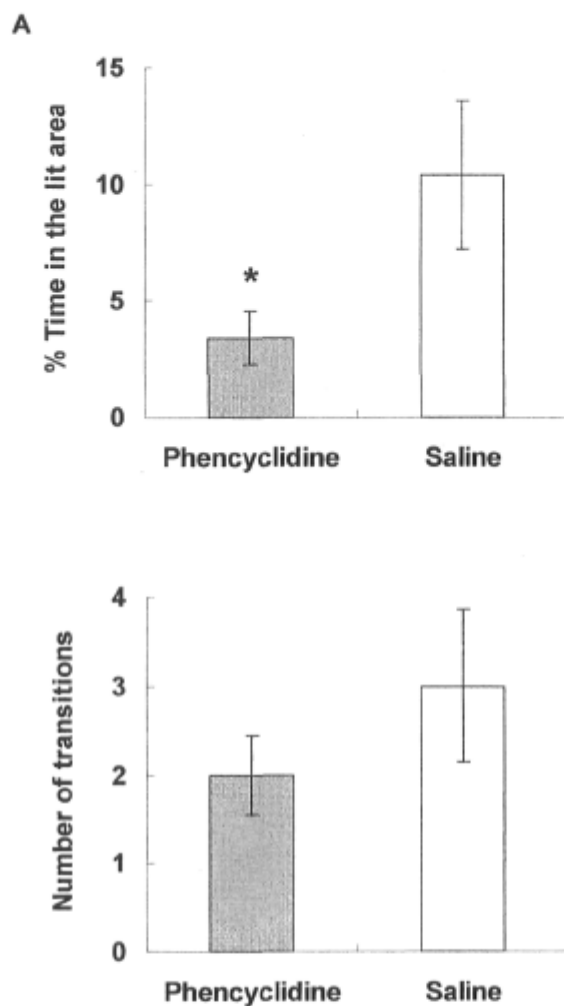 A
% Time in the lit area
15
10
5
0
*
Phencyclidine
Saline
Number of transitions
4
3
2
1
0
Phencyclidine
Saline